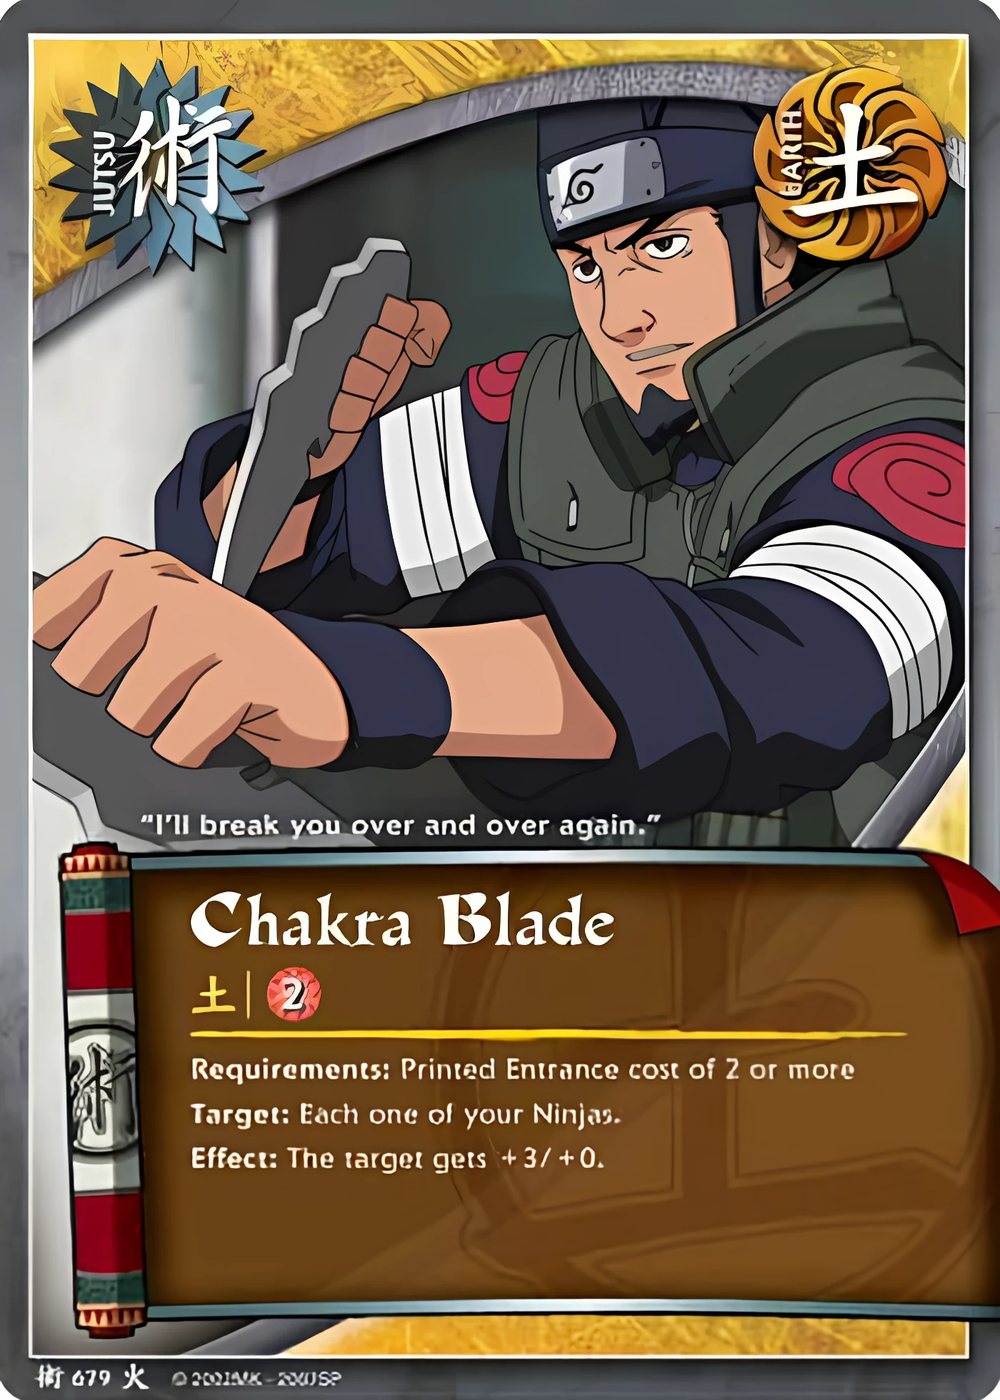 JUTSU 術
EARTH 土
"I'll break you over and over again."
Chakra Blade
土 | 2
Requirements: Printed Entrance cost of 2 or more
Target: Each one of your Ninjas.
Effect: The target gets +3/+0.
術 679 火